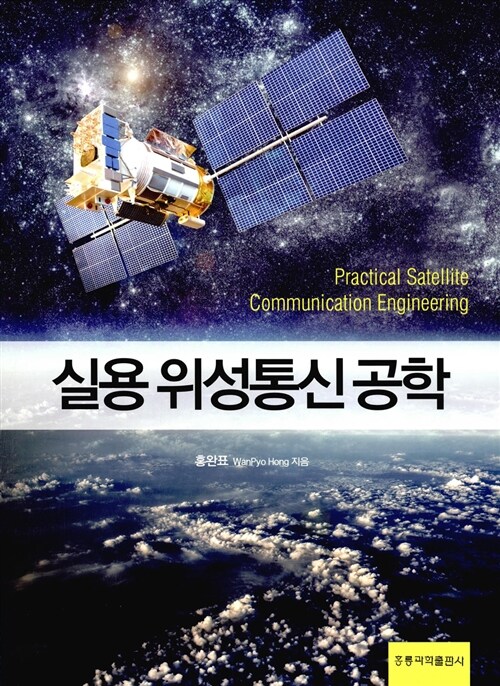 Practical Satellite
Communication Engineering
실용 위성통신 공학
홍완표 WanPyo Hong 지음
홍릉과학출판사